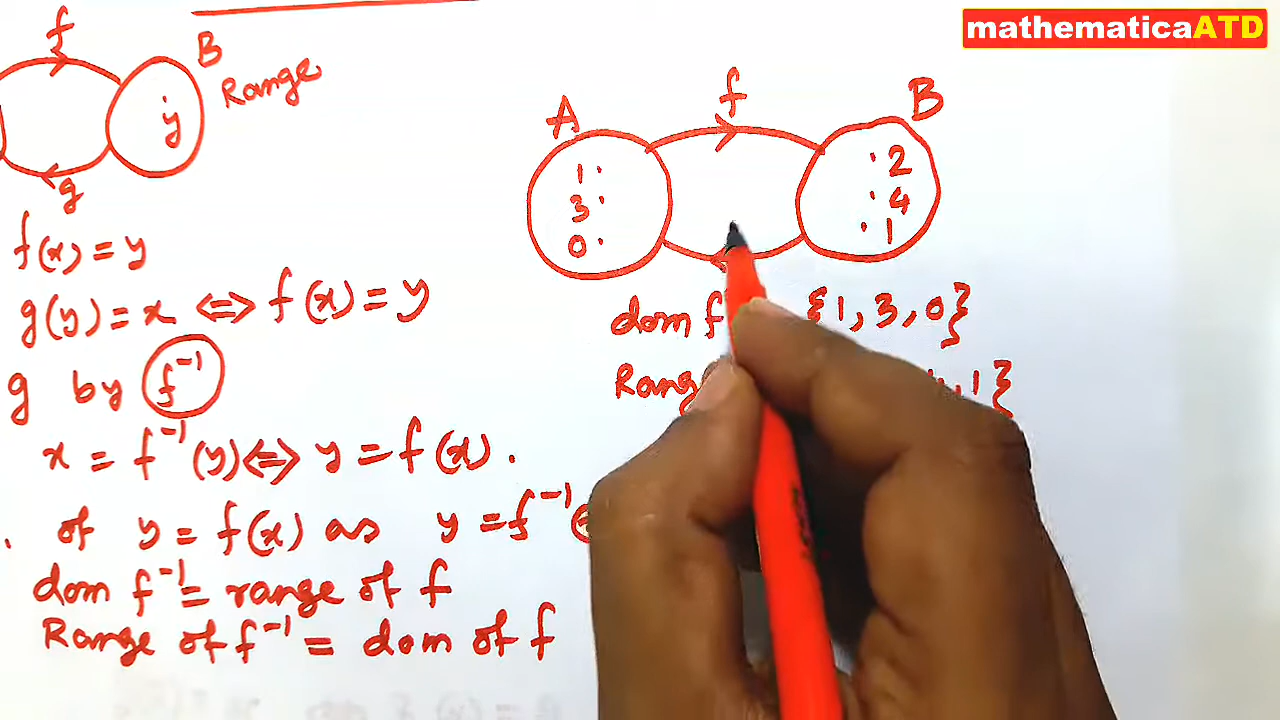 mathematicaATD
f
B
Range
y
g
f(x) = y
g(y) = x ⇔ f(x) = y
g by f⁻¹
x = f⁻¹(y) ⇔ y = f(x).
of y = f(x) as y = f⁻¹
dom f⁻¹ = range of f
Range of f⁻¹ = dom of f
f
A
B
1
3
0
2
4
1
dom f {1, 3, 0}
, 1}